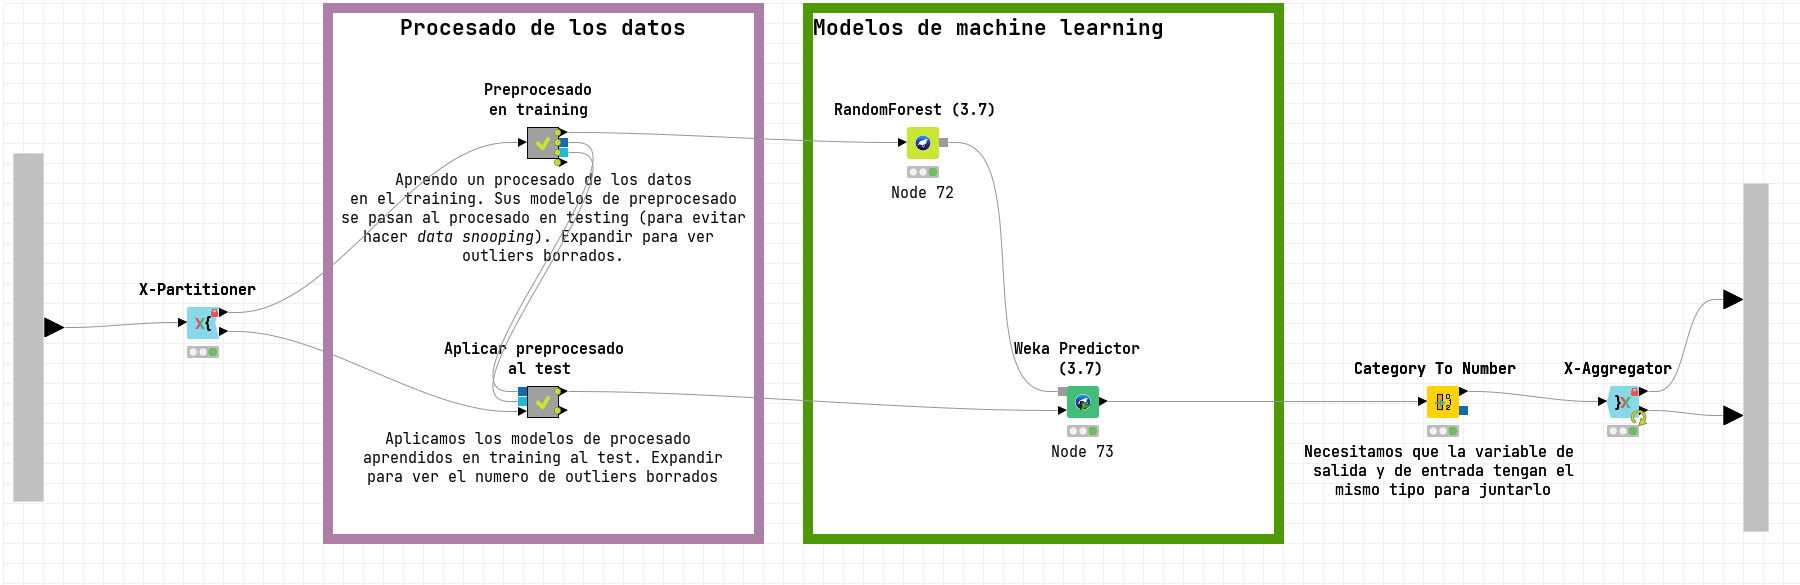 Procesado de los datos
Preprocesado
en training
Aprendo un procesado de los datos
en el training. Sus modelos de preprocesado
se pasan al procesado en testing (para evitar
hacer data snooping). Expandir para ver
outliers borrados.
X-Partitioner
Aplicar preprocesado
al test
Aplicamos los modelos de procesado
aprendidos en training al test. Expandir
para ver el numero de outliers borrados
Modelos de machine learning
RandomForest (3.7)
Node 72
Weka Predictor
(3.7)
Node 73
Category To Number
Necesitamos que la variable de
salida y de entrada tengan el
mismo tipo para juntarlo
X-Aggregator